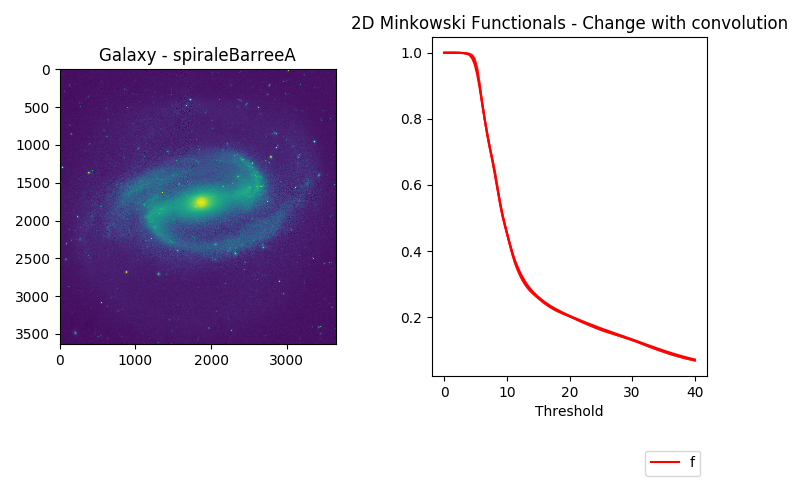 Galaxy - spiraleBarreeA
0
500
1000
1500
2000
2500
3000
3500
0 1000 2000 3000
2D Minkowski Functionals - Change with convolution
1.0
0.8
0.6
0.4
0.2
0 10 20 30 40
Threshold
f